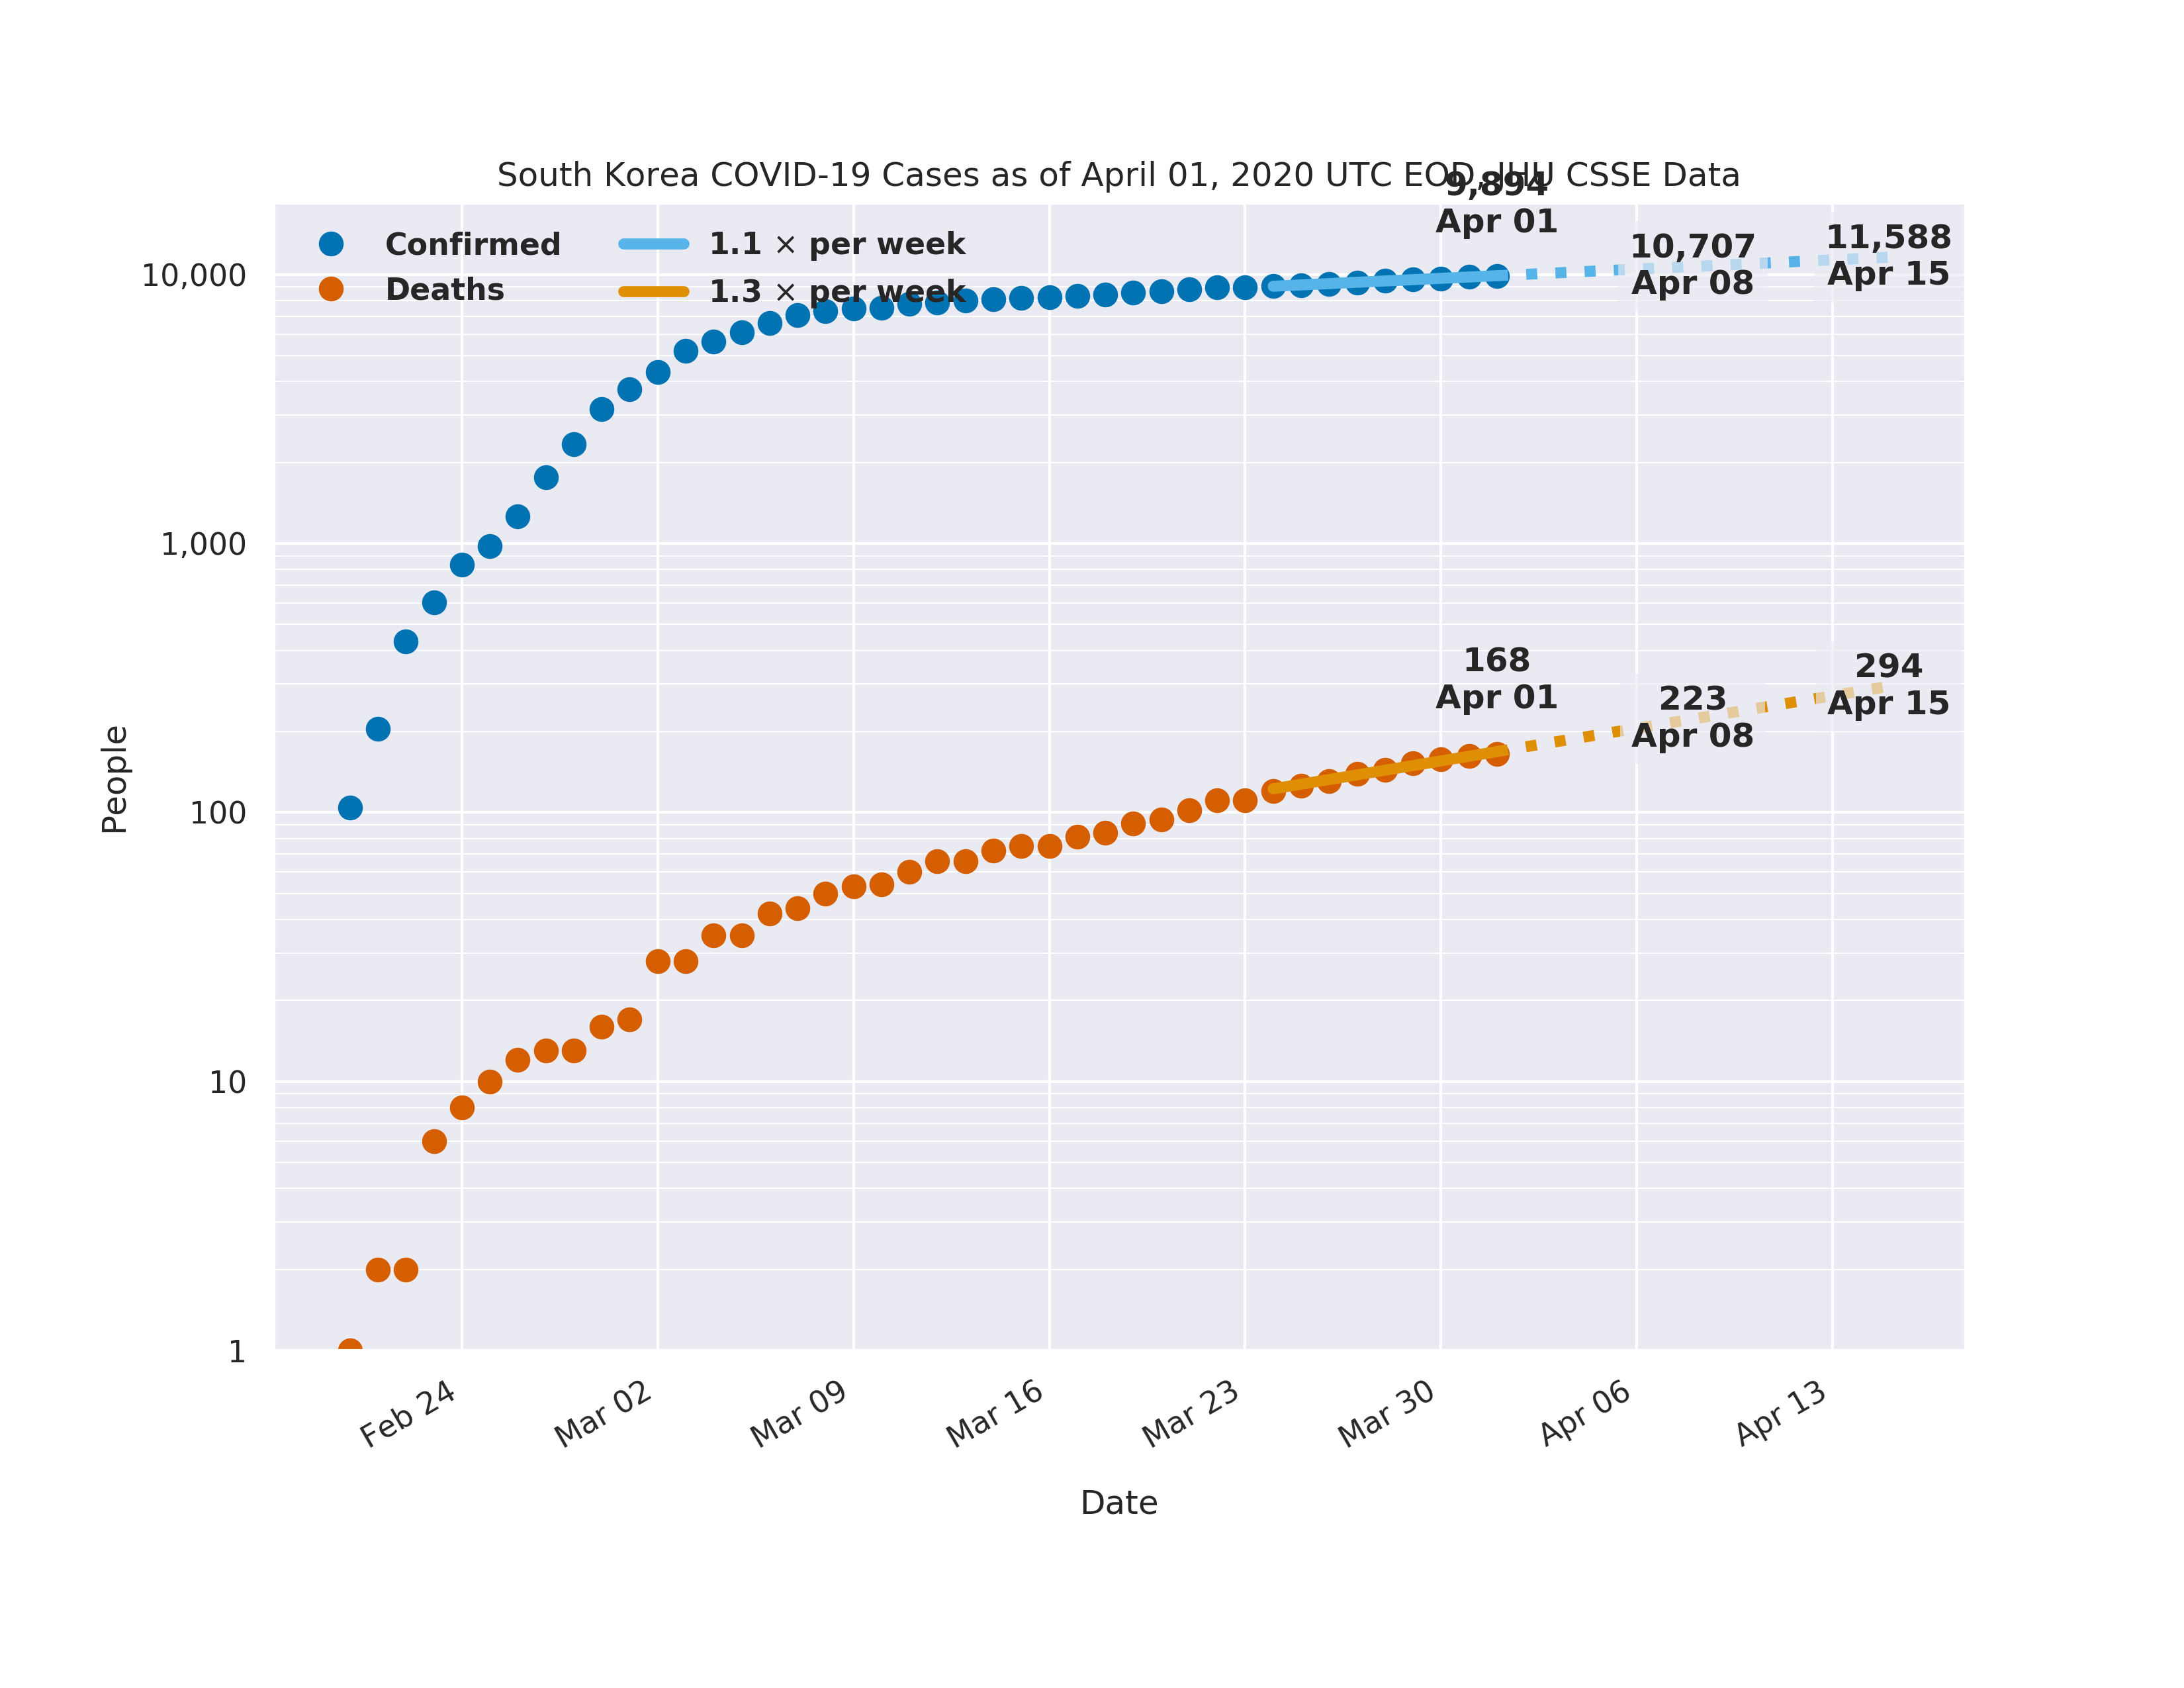 South Korea COVID-19 Cases as of April 01, 2020 UTC EOD, JHU CSSE Data
9,894
Apr 01
10,707
Apr 08
11,588
Apr 15
Confirmed
Deaths
1.1 × per week
1.3 × per week
168
Apr 01
223
Apr 08
294
Apr 15
People
10,000
1,000
100
10
1
Feb 24
Mar 02
Mar 09
Mar 16
Mar 23
Mar 30
Apr 06
Apr 13
Date